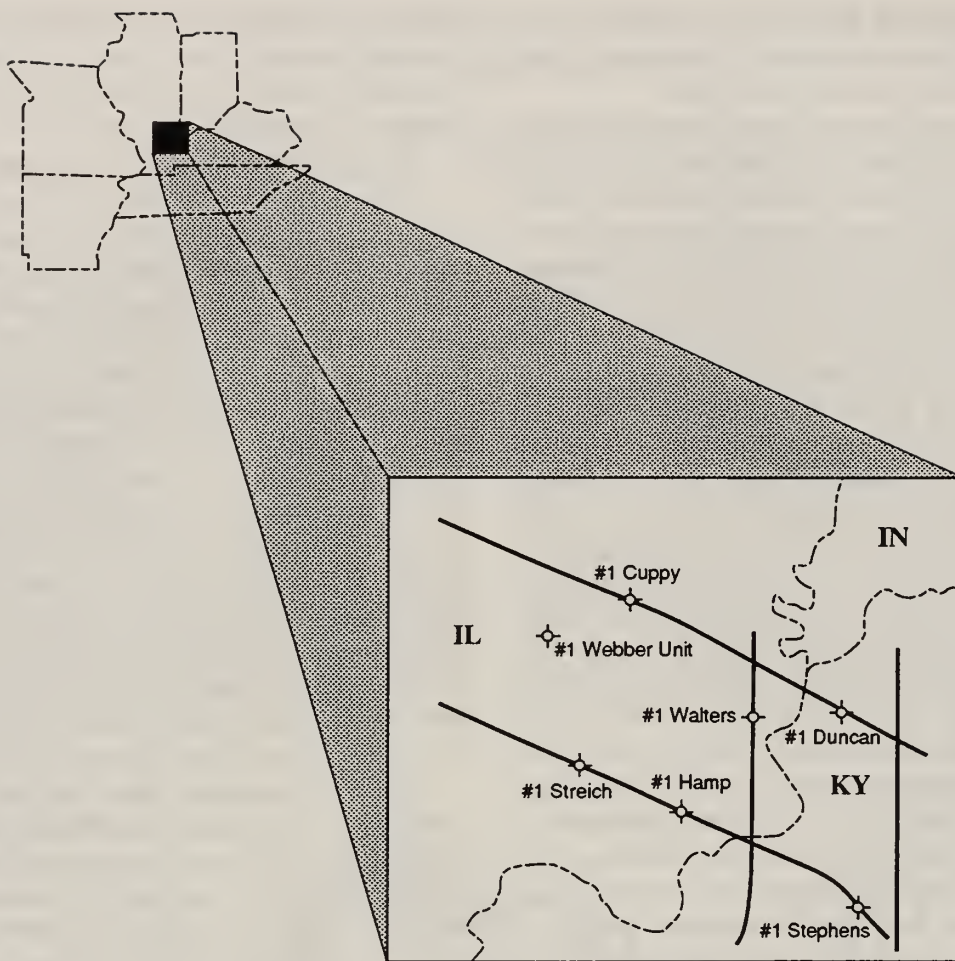 IN
#1 Cuppy
IL
#1 Webber Unit
#1 Walters
#1 Duncan
#1 Hamp
#1 Streich
KY
#1 Stephens